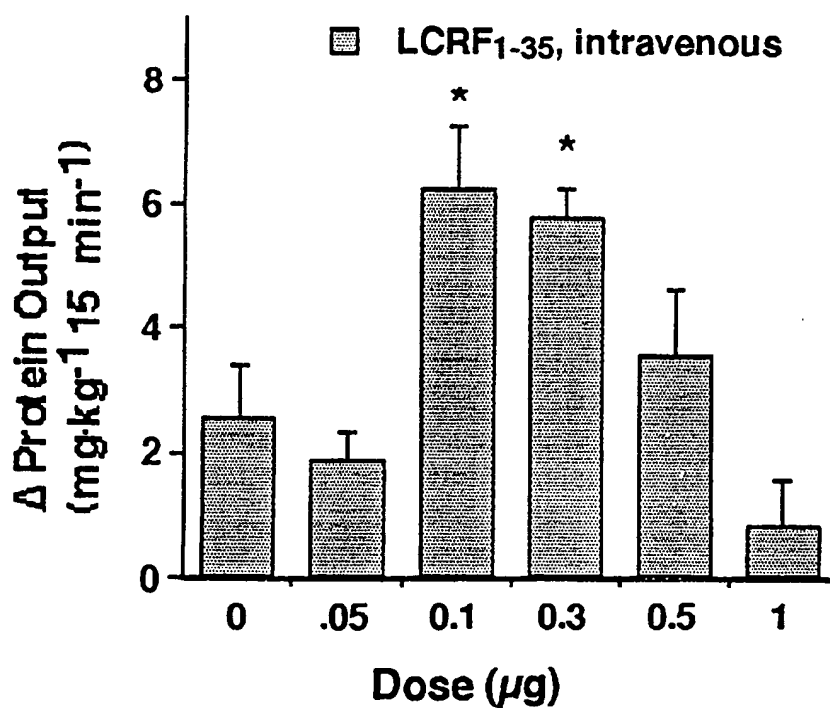 LCRF1-35, intravenous
8
*
*
6
4
2
0
Δ Protein Output
(mg·kg-1 15 min-1)
0 .05 0.1 0.3 0.5 1
Dose (µg)